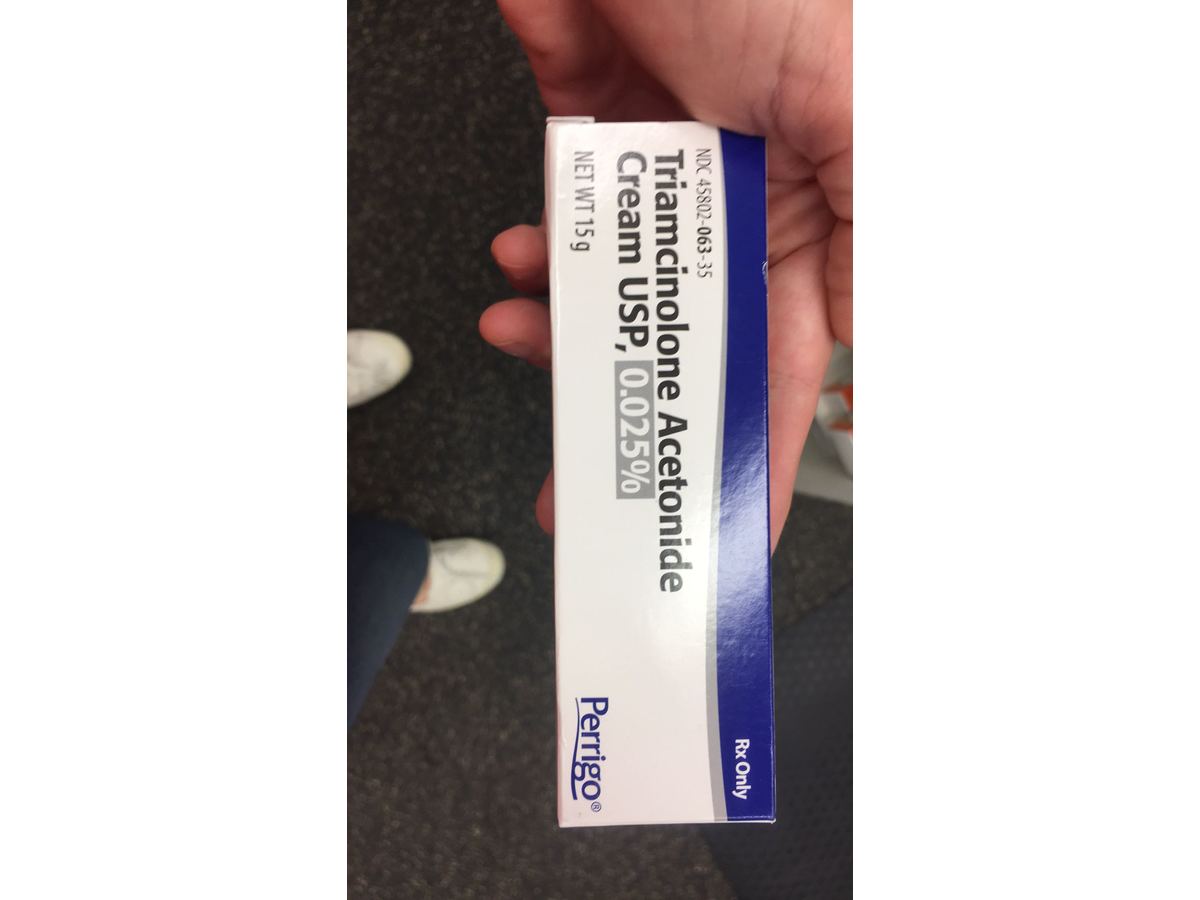 Rx Only
NDC 45802-063-35
Triamcinolone Acetonide
Cream USP, 0.025%
NET WT 15 g
Perrigo®